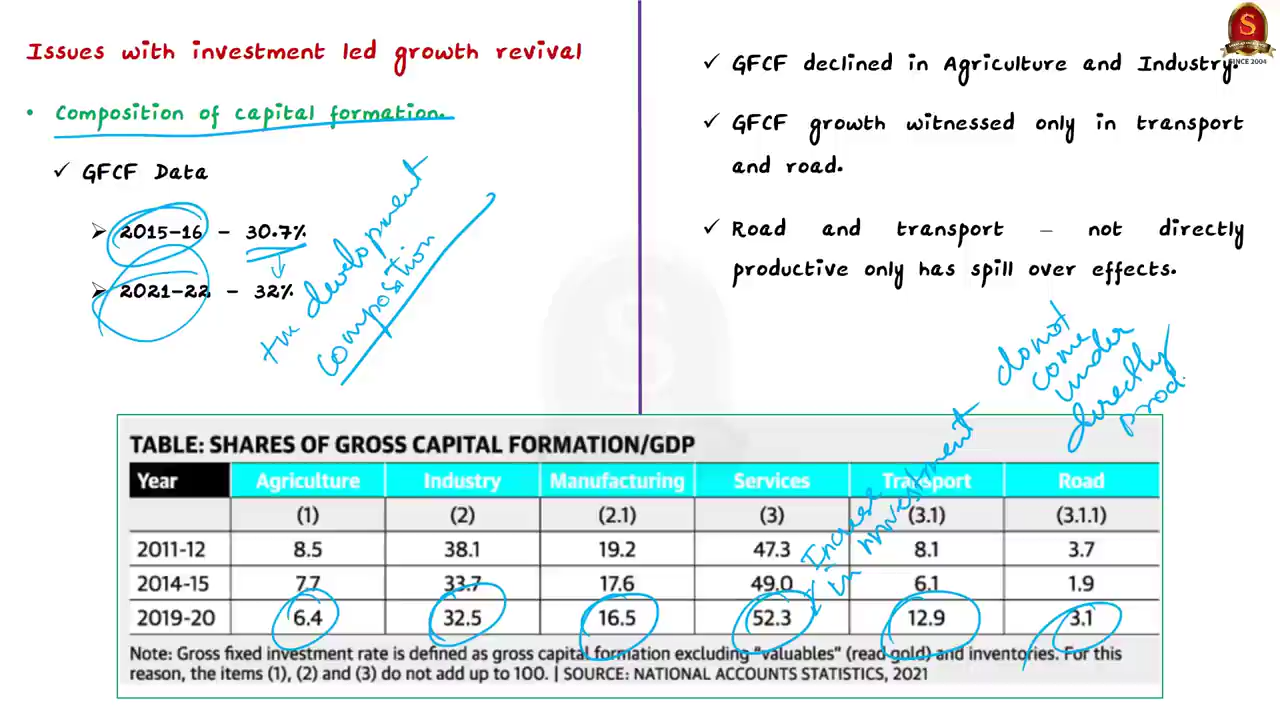 Issues with investment led growth revival
• Composition of capital formation.
✓ GFCF Data
➢ 2015-16 - 30.7%
➢ 2021-22 - 32%
development
composition
S
SINCE 2004
✓ GFCF declined in Agriculture and Industry.
✓ GFCF growth witnessed only in transport
and road.
✓ Road and transport – not directly
productive only has spill over effects.
do not
come
under
directly
prod.
Increase
in investment
TABLE: SHARES OF GROSS CAPITAL FORMATION/GDP
Year Agriculture Industry Manufacturing Services Transport Road
(1) (2) (2.1) (3) (3.1) (3.1.1)
2011-12 8.5 38.1 19.2 47.3 8.1 3.7
2014-15 7.7 33.7 17.6 49.0 6.1 1.9
2019-20 6.4 32.5 16.5 52.3 12.9 3.1
Note: Gross fixed investment rate is defined as gross capital formation excluding "valuables" (read gold) and inventories. For this
reason, the items (1), (2) and (3) do not add up to 100. | SOURCE: NATIONAL ACCOUNTS STATISTICS, 2021